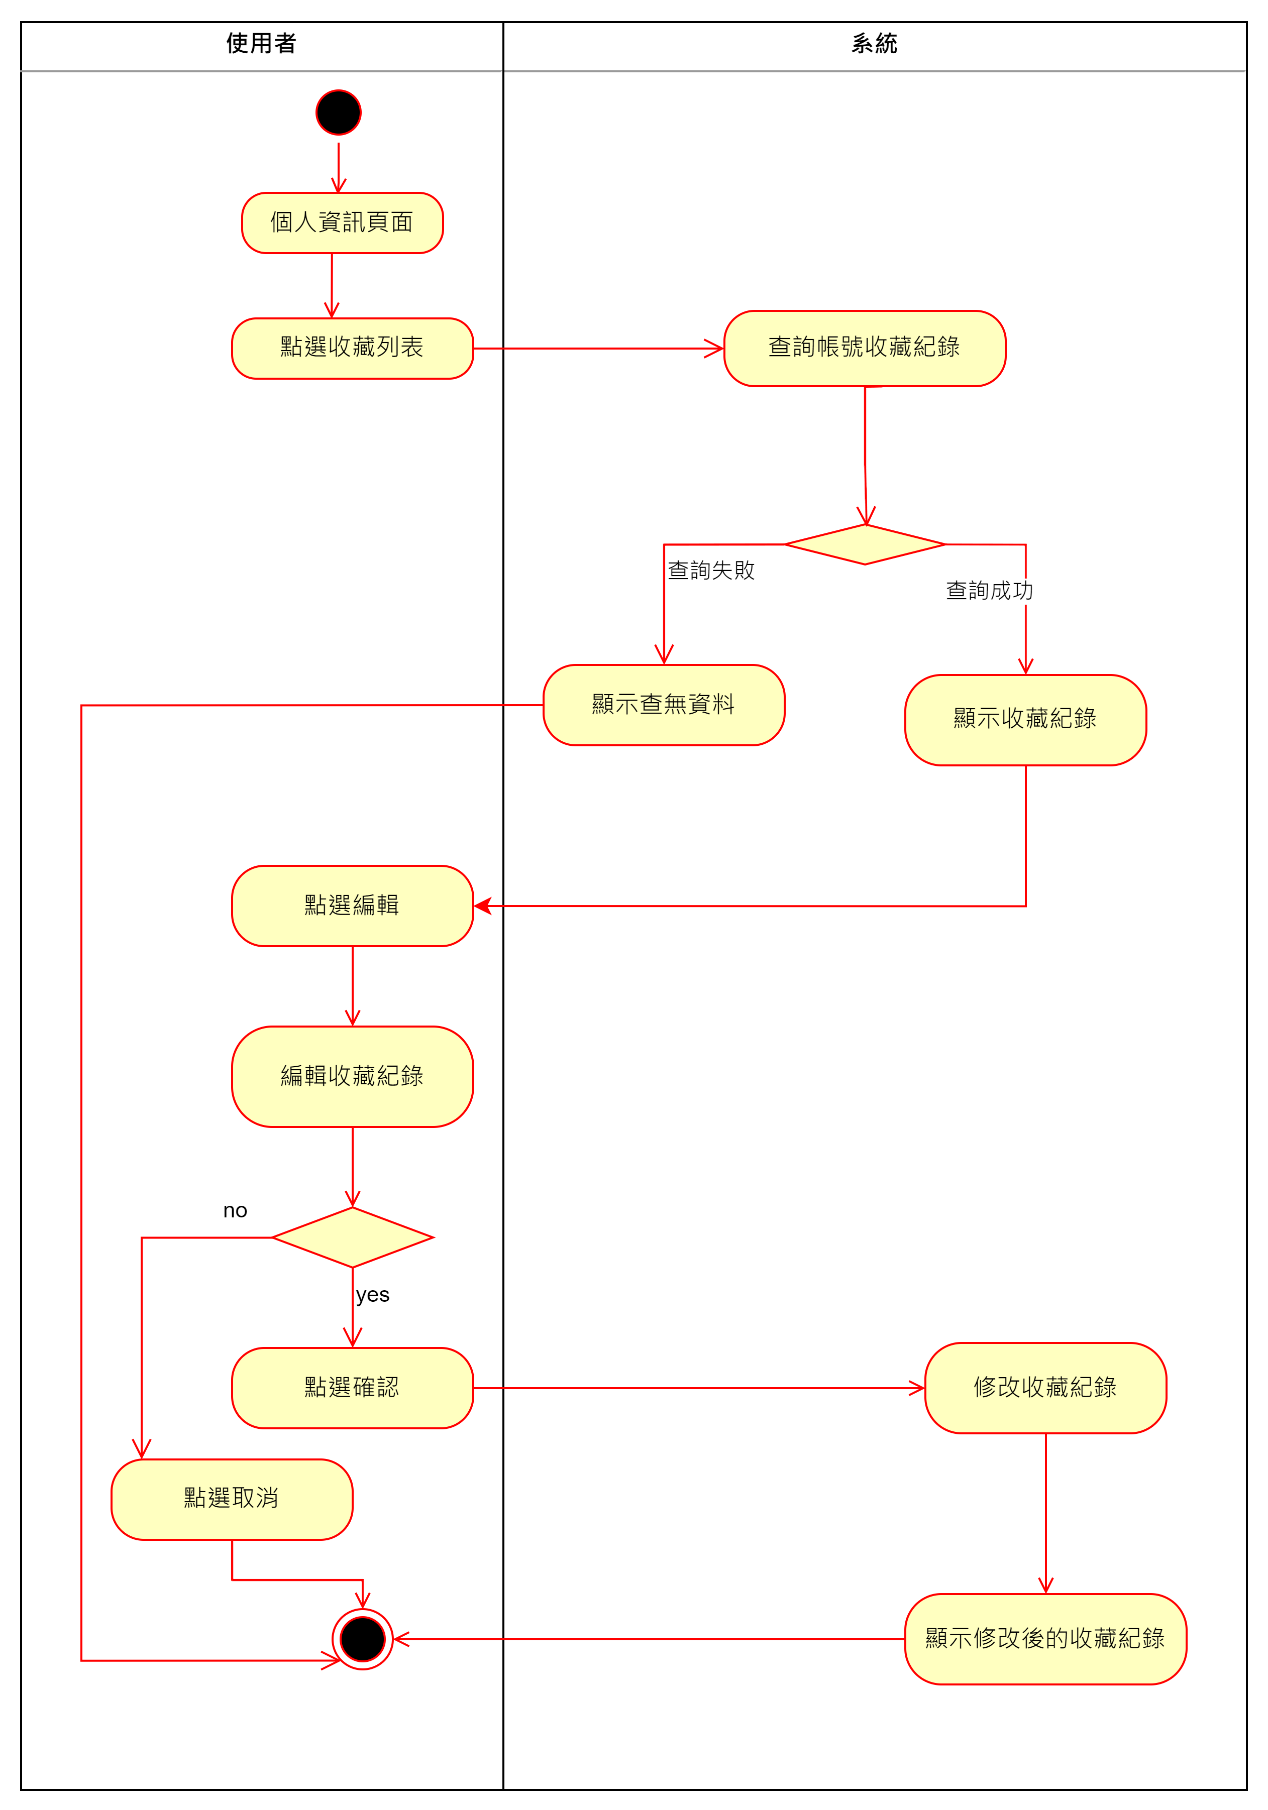 使用者
系統
個人資訊頁面
點選收藏列表
查詢帳號收藏紀錄
查詢失敗
查詢成功
顯示查無資料
顯示收藏紀錄
點選編輯
編輯收藏紀錄
no
yes
點選確認
修改收藏紀錄
點選取消
顯示修改後的收藏紀錄